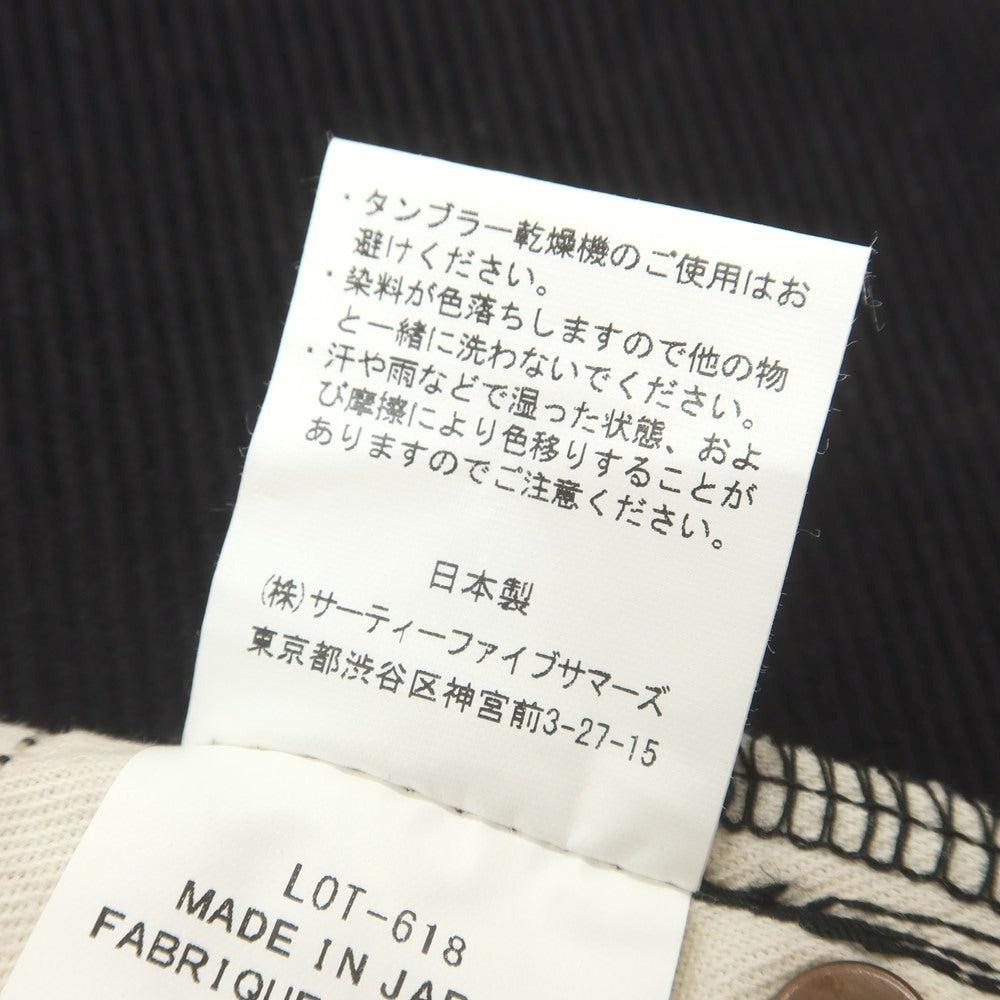 ・タンブラー乾燥機のご使用はお
避けください。
・染料が色落ちしますので他の物
と一緒に洗わないでください。
・汗や雨などで湿った状態、およ
び摩擦により色移りすることが
ありますのでご注意ください。
日本製
(株)サーティーファイブサマーズ
東京都渋谷区神宮前3-27-15
LOT-618
MADE IN JAP
FABRIQUE